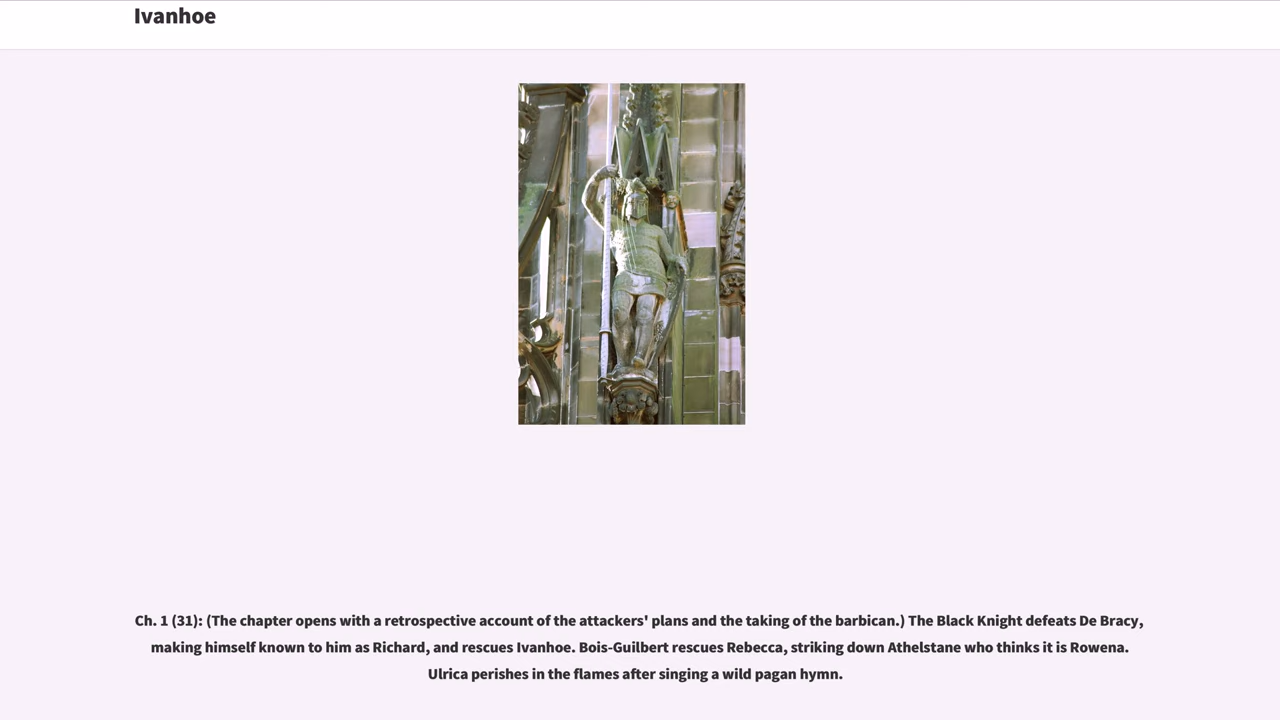 Ivanhoe
Ch. 1 (31): (The chapter opens with a retrospective account of the attackers' plans and the taking of the barbican.) The Black Knight defeats De Bracy,
making himself known to him as Richard, and rescues Ivanhoe. Bois-Guilbert rescues Rebecca, striking down Athelstane who thinks it is Rowena.
Ulrica perishes in the flames after singing a wild pagan hymn.